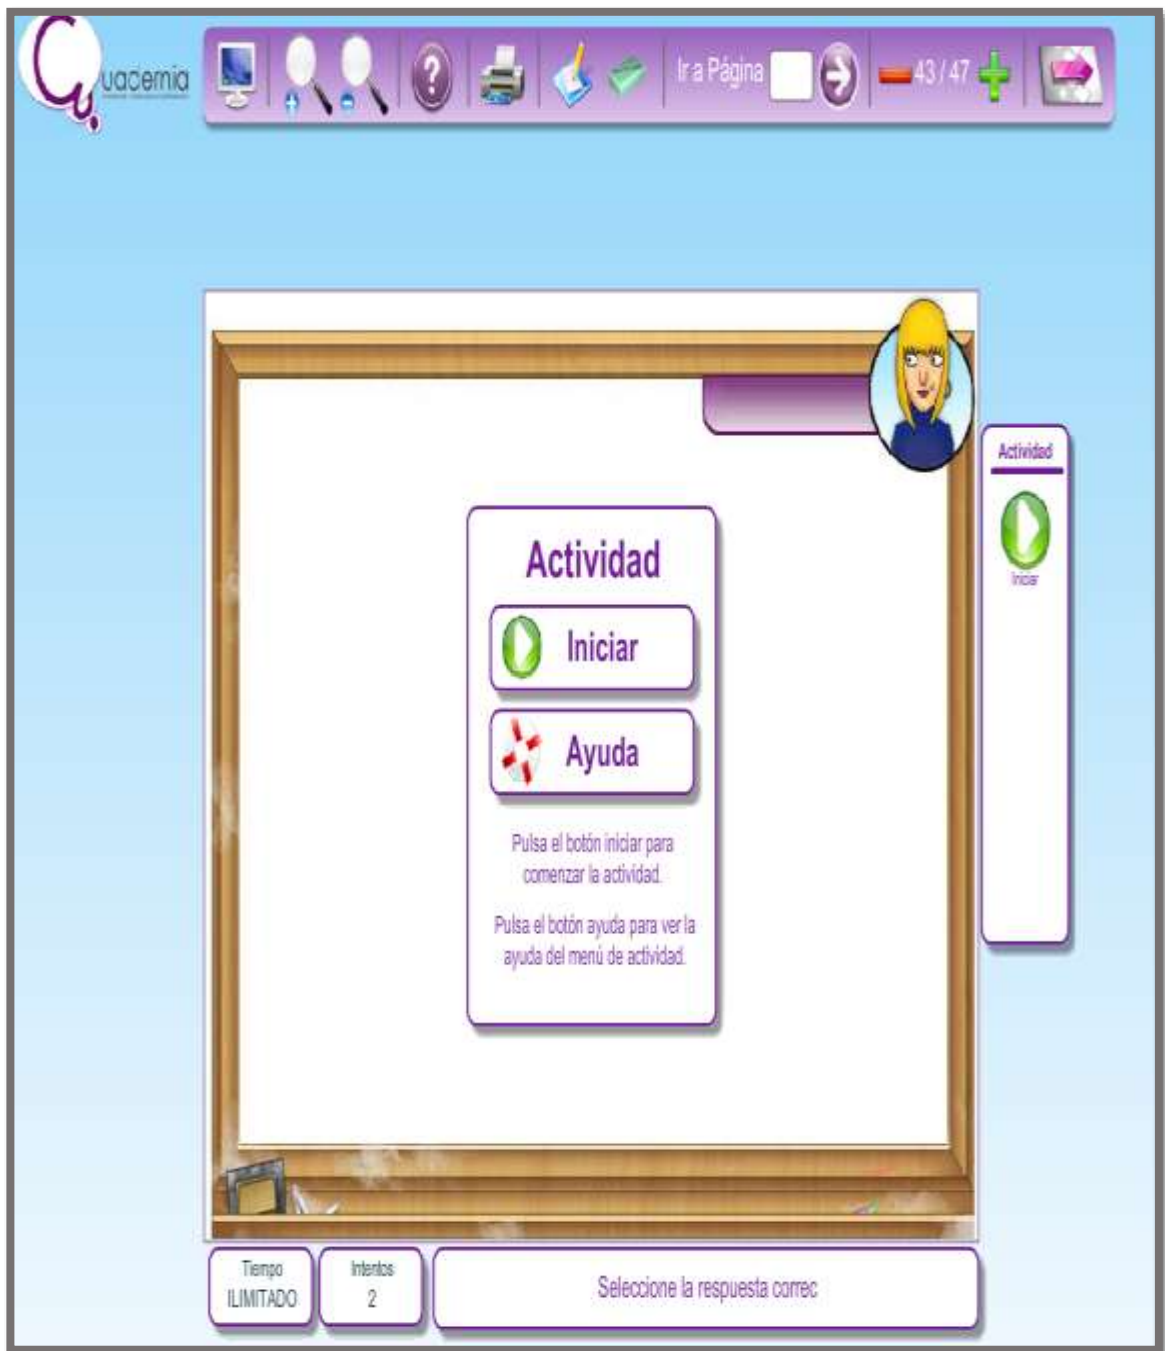 Quadernia
Ir a Página
43 / 47
Actividad
Iniciar
Actividad
Iniciar
Ayuda
Pulsa el botón iniciar para
comenzar la actividad.
Pulsa el botón ayuda para ver la
ayuda del menú de actividad.
Tiempo
ILIMITADO
Intentos
2
Seleccione la respuesta correc